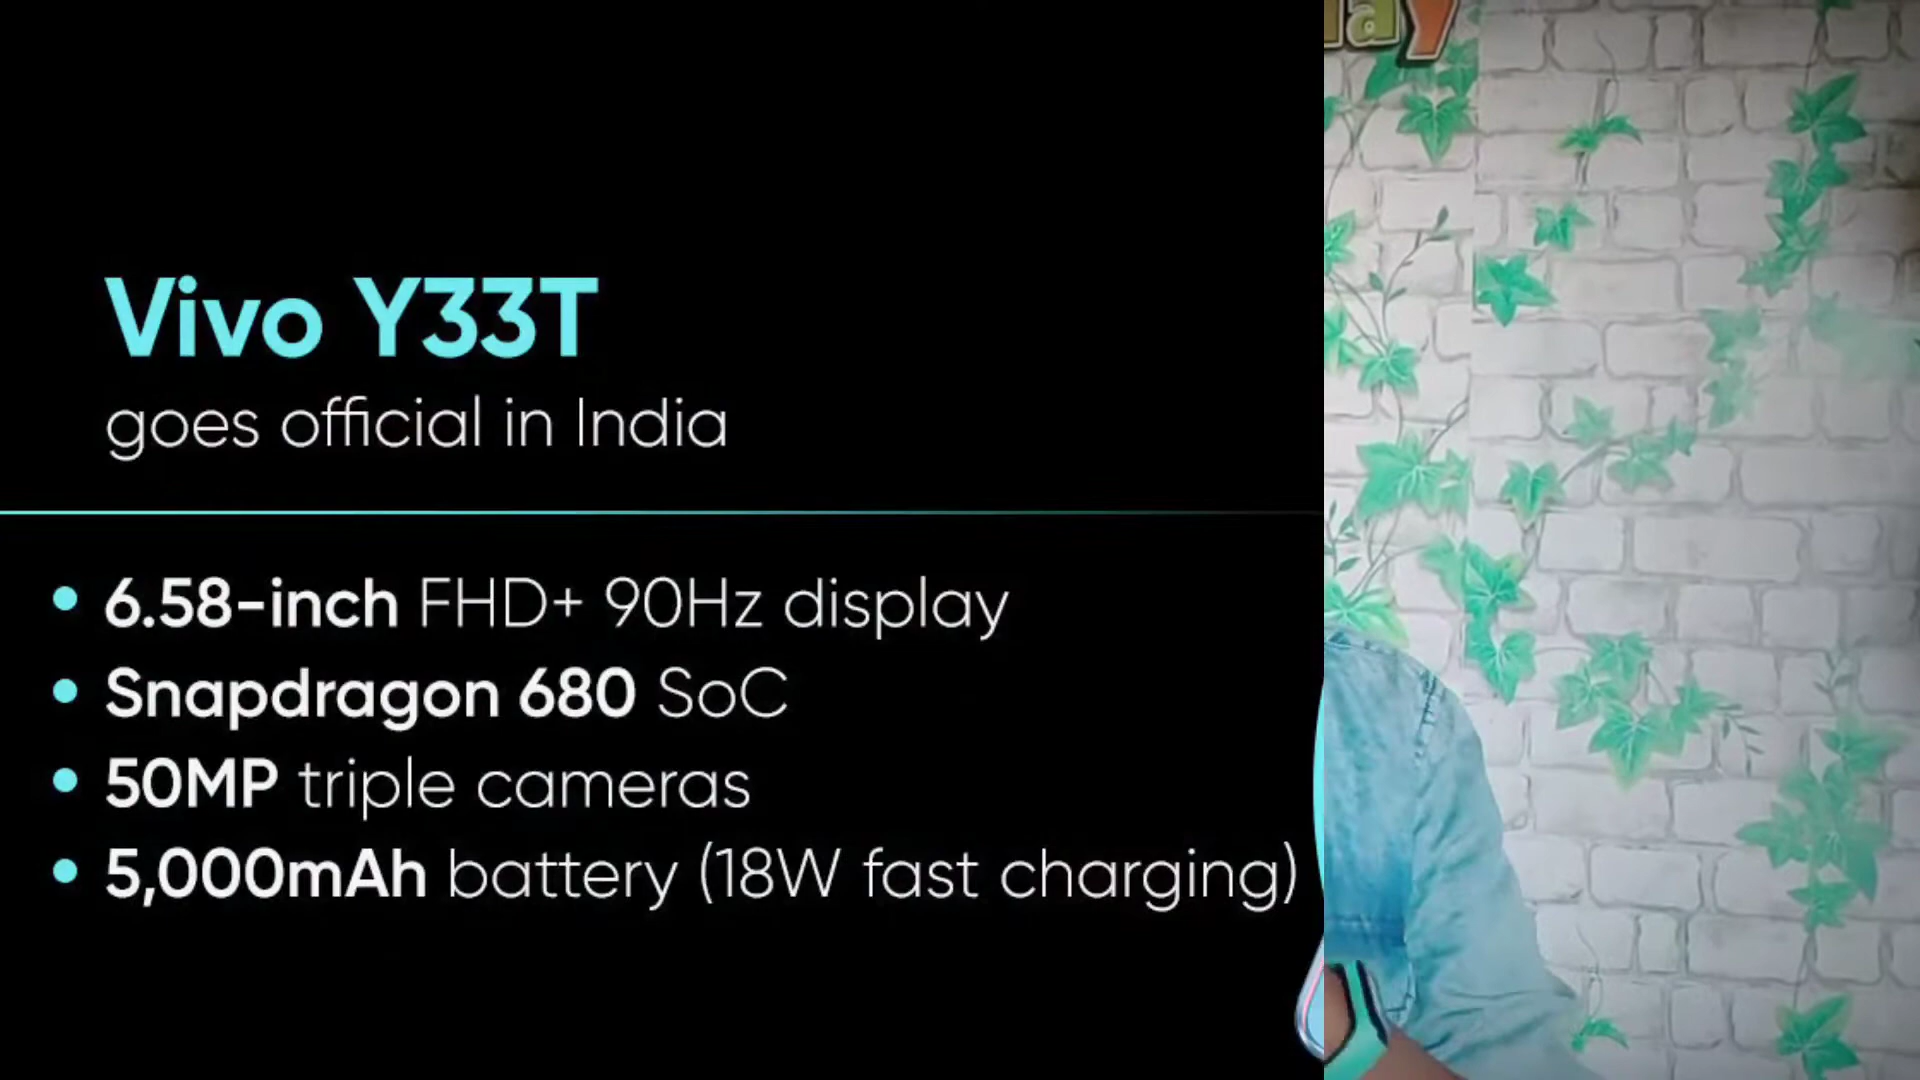 Vivo Y33T
goes official in India
6.58-inch FHD+ 90Hz display
Snapdragon 680 SoC
50MP triple cameras
5,000mAh battery (18W fast charging)